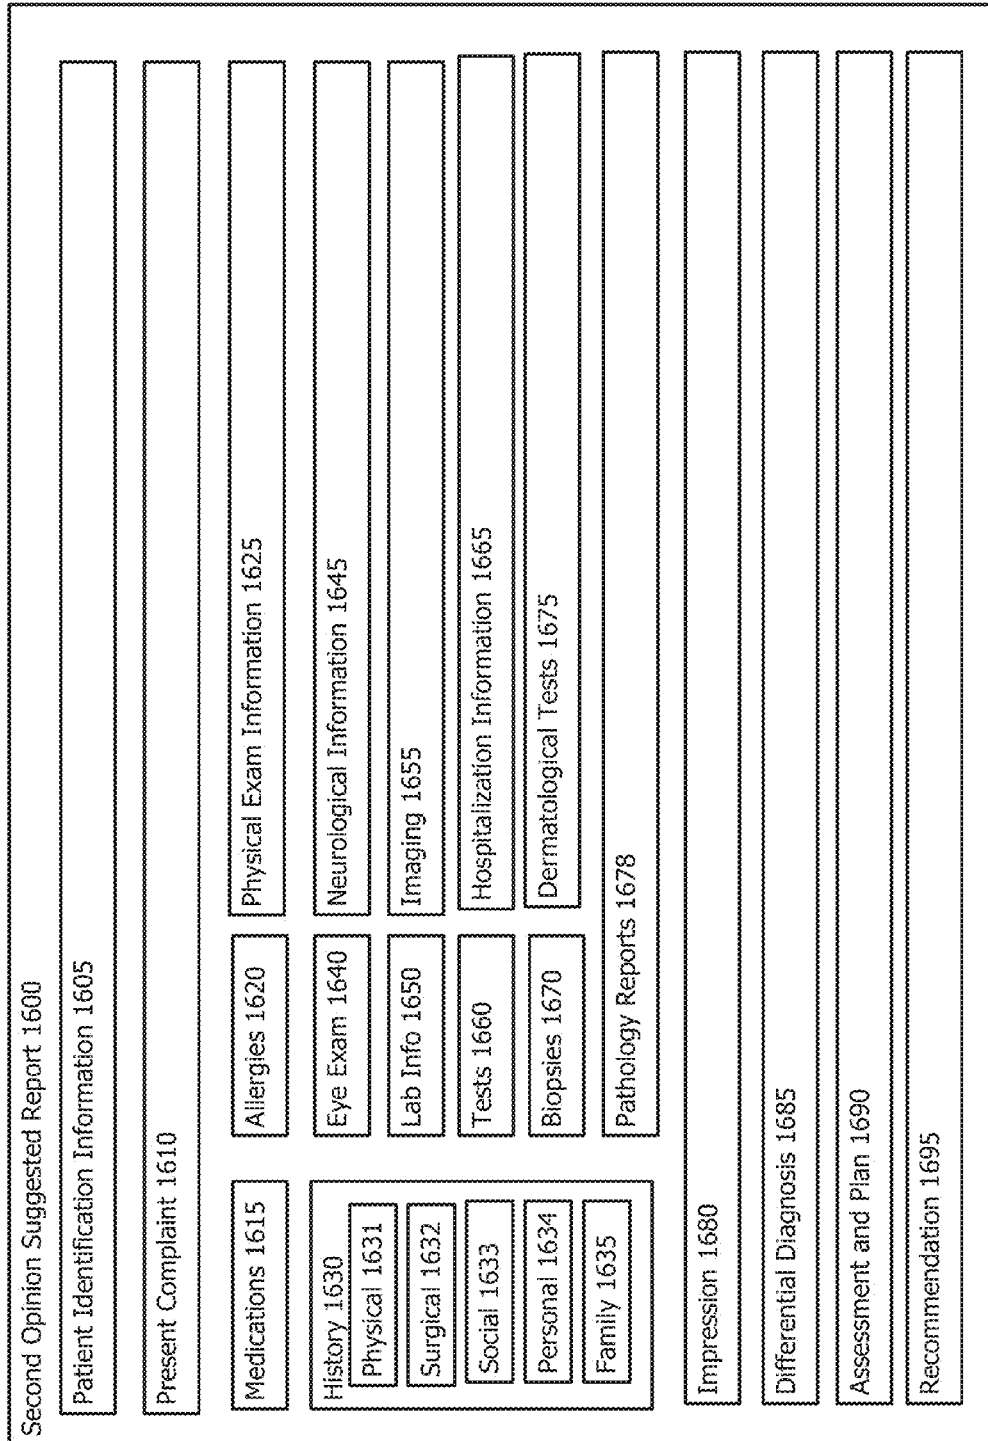 Second Opinion Suggested Report 1600
Patient Identification Information 1605
Present Complaint 1610
Medications 1615
Allergies 1620
Physical Exam Information 1625
History 1630
Physical 1631
Surgical 1632
Social 1633
Personal 1634
Family 1635
Eye Exam 1640
Neurological Information 1645
Lab Info 1650
Imaging 1655
Tests 1660
Hospitalization Information 1665
Biopsies 1670
Dermatological Tests 1675
Pathology Reports 1678
Impression 1680
Differential Diagnosis 1685
Assessment and Plan 1690
Recommendation 1695